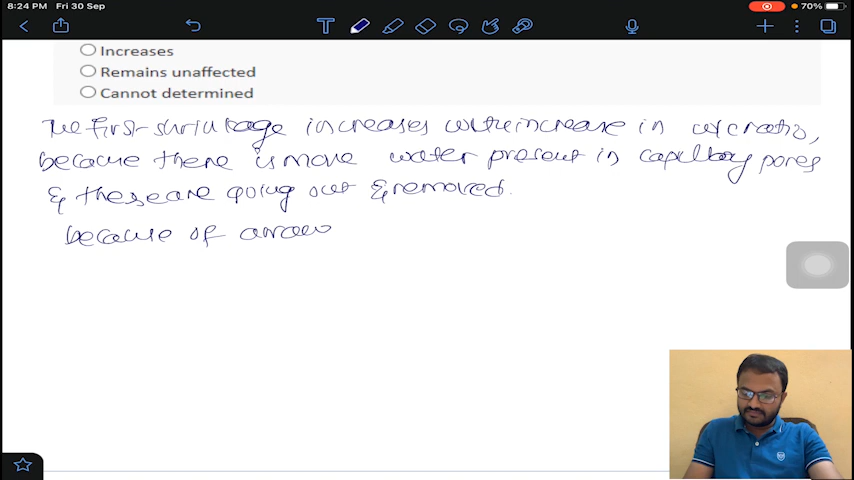 8:24 PM Fri 30 Sep
70%
T
Increases
Remains unaffected
Cannot determined
The first shrinkage increases with increase in w/c ratio,
because there is more water present in capillary pores
& these are going out & removed.
because of